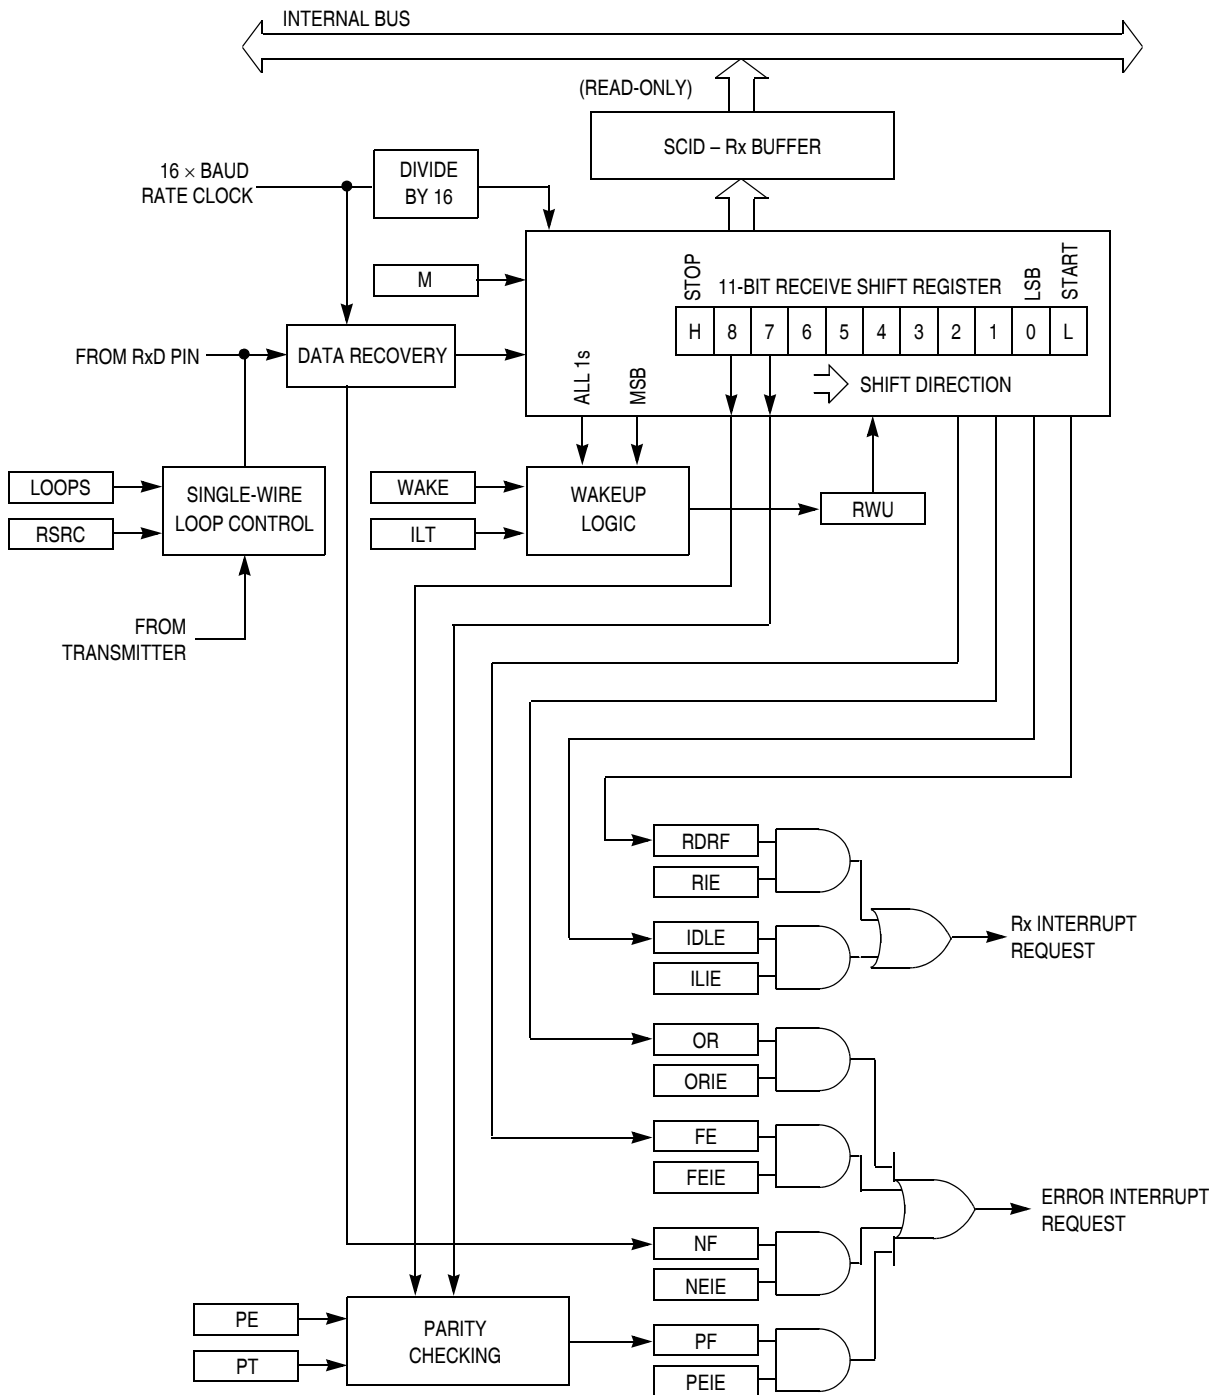 INTERNAL BUS
(READ-ONLY)
SCID – Rx BUFFER
16 × BAUD
RATE CLOCK
DIVIDE
BY 16
M
STOP
11-BIT RECEIVE SHIFT REGISTER
LSB
START
H 8 7 6 5 4 3 2 1 0 L
FROM RxD PIN
DATA RECOVERY
ALL 1s
MSB
SHIFT DIRECTION
LOOPS
RSRC
SINGLE-WIRE
LOOP CONTROL
WAKE
ILT
WAKEUP
LOGIC
RWU
FROM
TRANSMITTER
RDRF
RIE
IDLE
ILIE
Rx INTERRUPT
REQUEST
OR
ORIE
FE
FEIE
ERROR INTERRUPT
REQUEST
NF
NEIE
PE
PT
PARITY
CHECKING
PF
PEIE